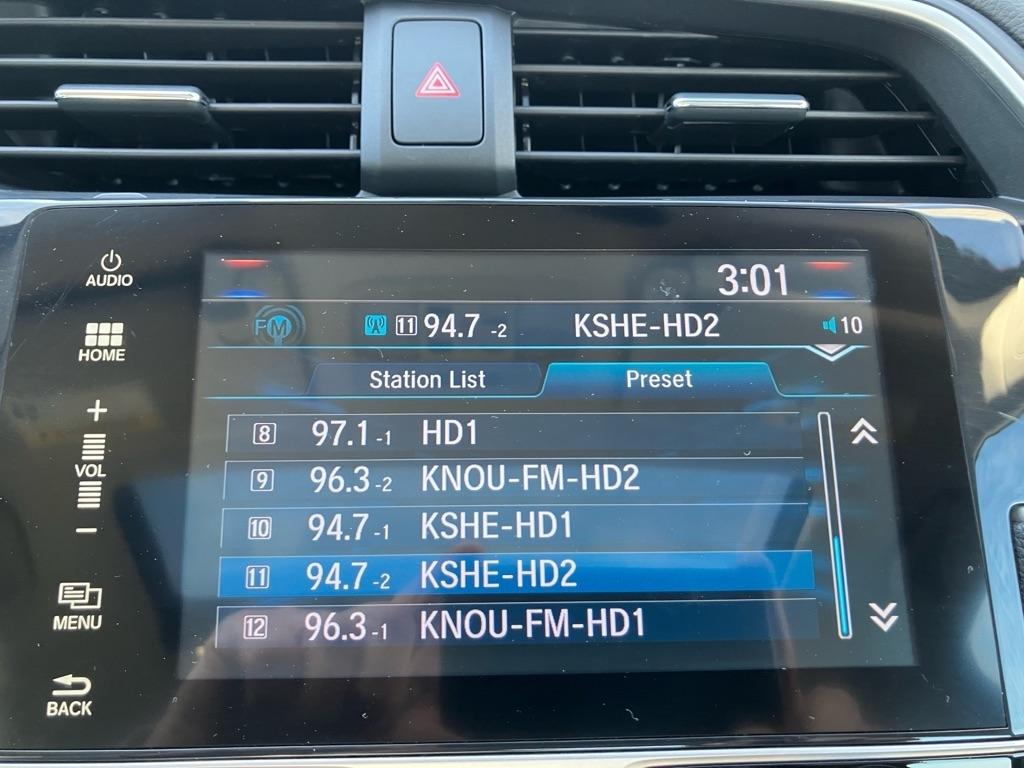 AUDIO
HOME
+
VOL
-
MENU
BACK
3:01
FM 11 94.7 -2 KSHE-HD2 10
Station List Preset
8 97.1 -1 HD1
9 96.3 -2 KNOU-FM-HD2
10 94.7 -1 KSHE-HD1
11 94.7 -2 KSHE-HD2
12 96.3 -1 KNOU-FM-HD1